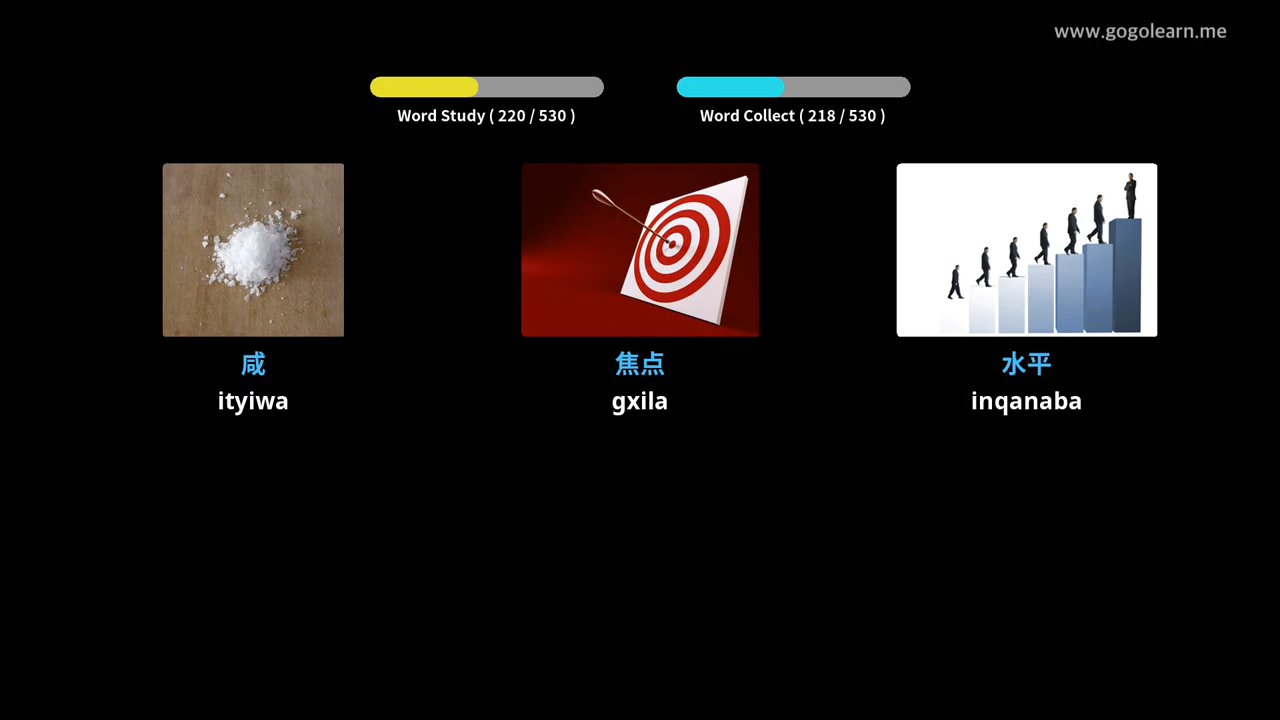 www.gogolearn.me
Word Study ( 220 / 530 )
Word Collect ( 218 / 530 )
咸
ityiwa
焦点
gxila
水平
inqanaba